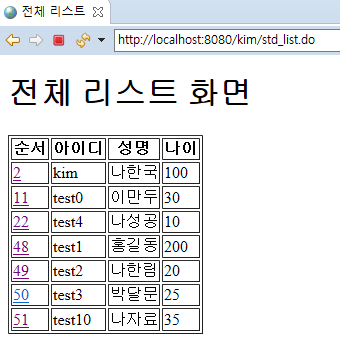 전체 리스트
http://localhost:8080/kim/std_list.do
전체 리스트 화면
순서 아이디 성명 나이
2 kim 나한국 100
11 test0 이만두 30
22 test4 나성공 10
48 test1 홍길동 200
49 test2 나한림 20
50 test3 박달문 25
51 test10 나자료 35